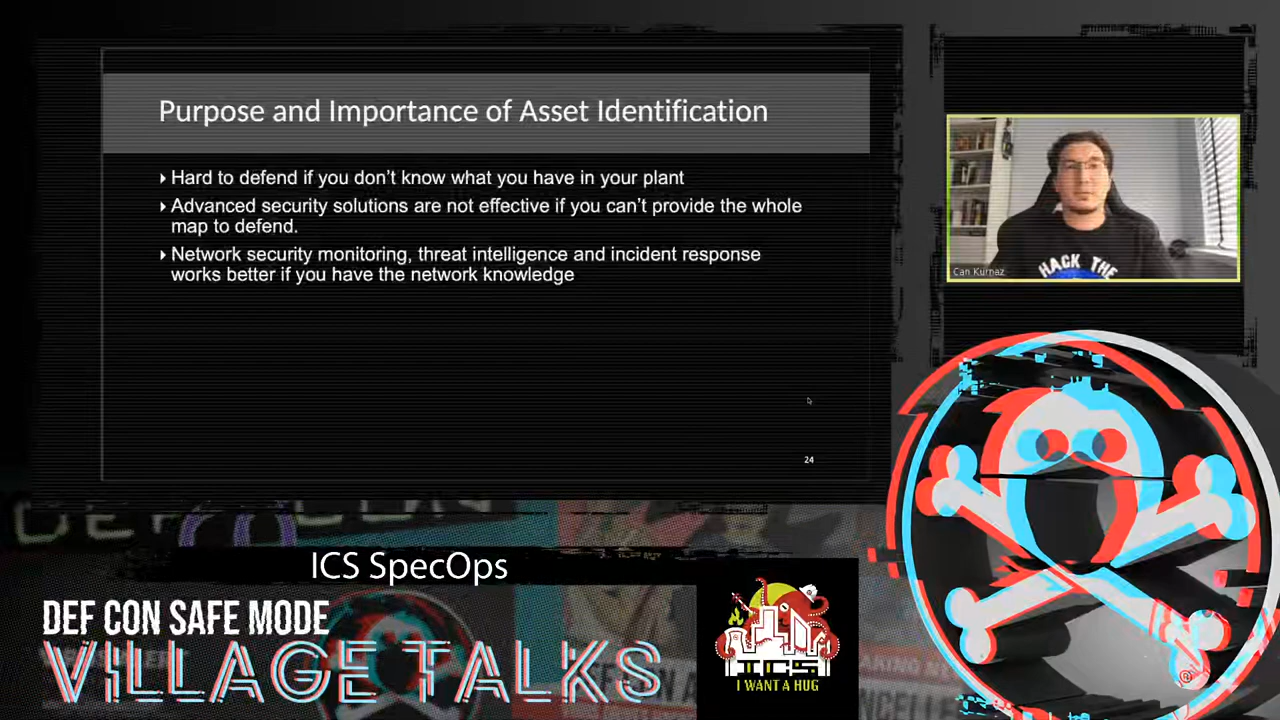 Purpose and Importance of Asset Identification
Hard to defend if you don't know what you have in your plant
Advanced security solutions are not effective if you can't provide the whole
map to defend.
Network security monitoring, threat intelligence and incident response
works better if you have the network knowledge
24
HACK THE
Can Kurnaz
ICS SpecOps
DEF CON SAFE MODE
VILLAGE TALKS
ICS
I WANT A HUG